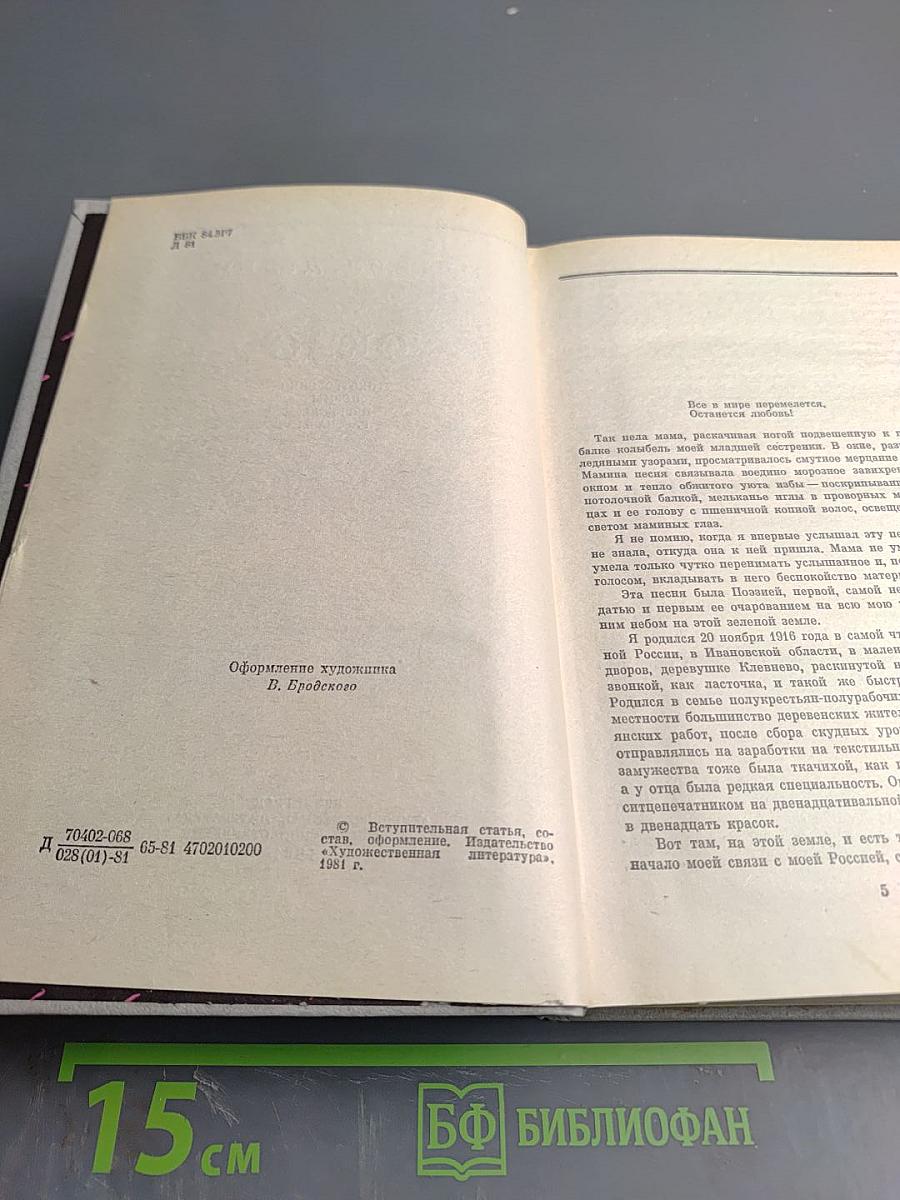 ББК 84.3Р7
Л 81
Оформление художника
В. Бродского
Д 70402-068
028(01)-81 65-81 4702010200
© Вступительная статья, со-
став, оформление. Издательство
«Художественная литература»,
1981 г.
Все в мире перемелется,
Останется любовь!
Так пела мама, раскачивая ногой подвешенную к
балке колыбель моей младшей сестренки. В окне,
ледяными узорами, просматривалось смутное мерцание
Мамина песня связывала воедино морозное
окном и тепло обжитого уюта избы — поскрипывани
потолочной балкой, мельканье иглы в проворных
цах и ее голову с пшеничной копной волос, освеще
светом маминых глаз.
Я не помню, когда я впервые услышал эту
не знала, откуда она к ней пришла. Мама не
умела только чутко перенимать услышанное и,
голосом, вкладывать в него беспокойство
Эта песня была Поэзией, первой, самой
датью и первым ее очарованием на всю мою
ним небом на этой зеленой земле.
Я родился 20 ноября 1916 года в самой
ной России, в Ивановской области, в
дворов, деревушке Клевнево, раскинутой
звонкой, как ласточка, и такой же
Родился в семье полукрестьян-полурабочих
местности большинство деревенских
янских работ, после сбора скудных
отправлялись на заработки на
замужества тоже была ткачихой, как
а у отца была редкая специальность.
ситцепечатником на двенадцативальной
в двенадцать красок.
Вот там, на этой земле, и есть
начало моей связи с моей Россией,
5
15 см
БФ БИБЛИОФАН